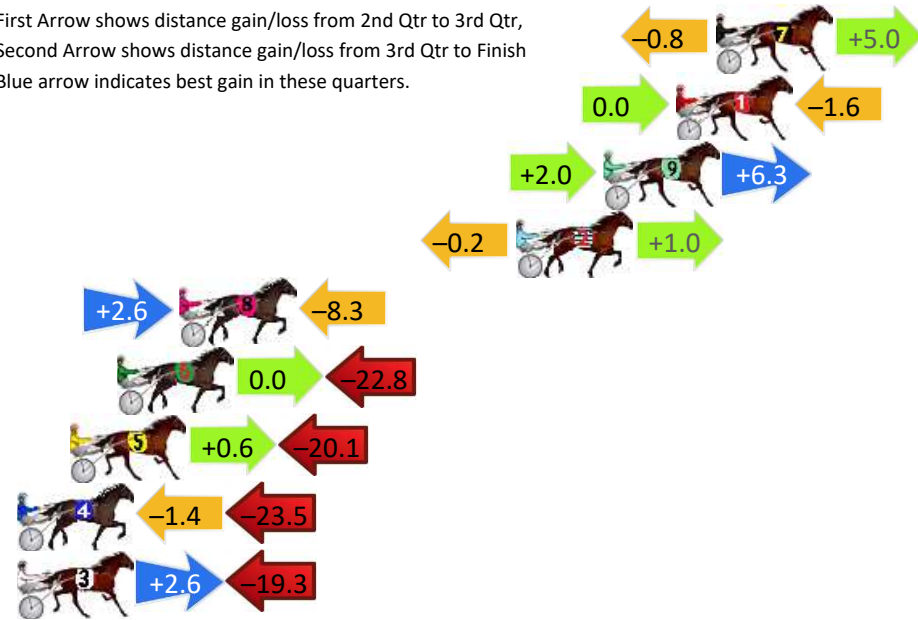 First Arrow shows distance gain/loss from 2nd Qtr to 3rd Qtr,
Second Arrow shows distance gain/loss from 3rd Qtr to Finish
Blue arrow indicates best gain in these quarters.
–0.8 7 +5.0
0.0 1 –1.6
+2.0 9 +6.3
–0.2 +1.0
+2.6 8 –8.3
6 0.0 –22.8
5 +0.6 –20.1
4 –1.4 –23.5
3 +2.6 –19.3